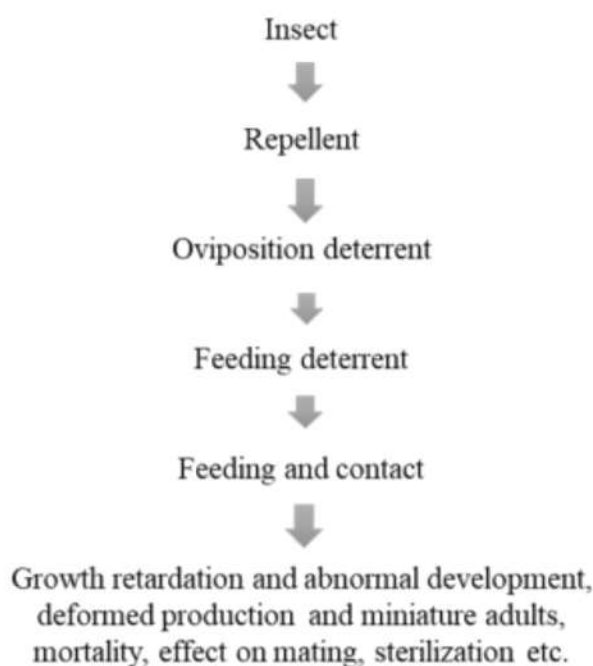 Insect
Repellent
Oviposition deterrent
Feeding deterrent
Feeding and contact
Growth retardation and abnormal development,
deformed production and miniature adults,
mortality, effect on mating, sterilization etc.